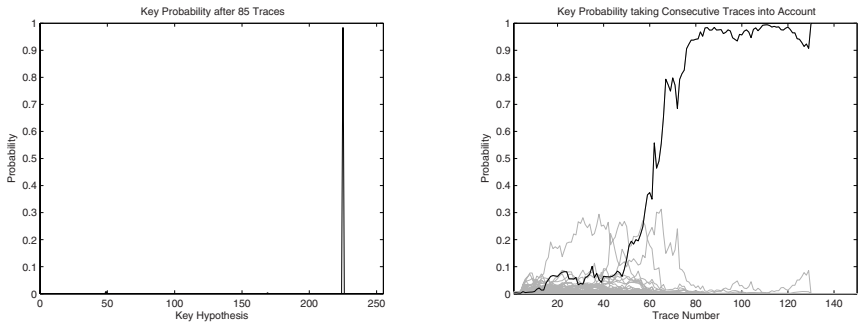 Key Probability after 85 Traces
1
0.9
0.8
0.7
0.6
0.5
0.4
0.3
0.2
0.1
0
Probability
0 50 100 150 200 250
Key Hypothesis
Key Probability taking Consecutive Traces into Account
1
0.9
0.8
0.7
0.6
0.5
0.4
0.3
0.2
0.1
0
Probability
20 40 60 80 100 120 140
Trace Number